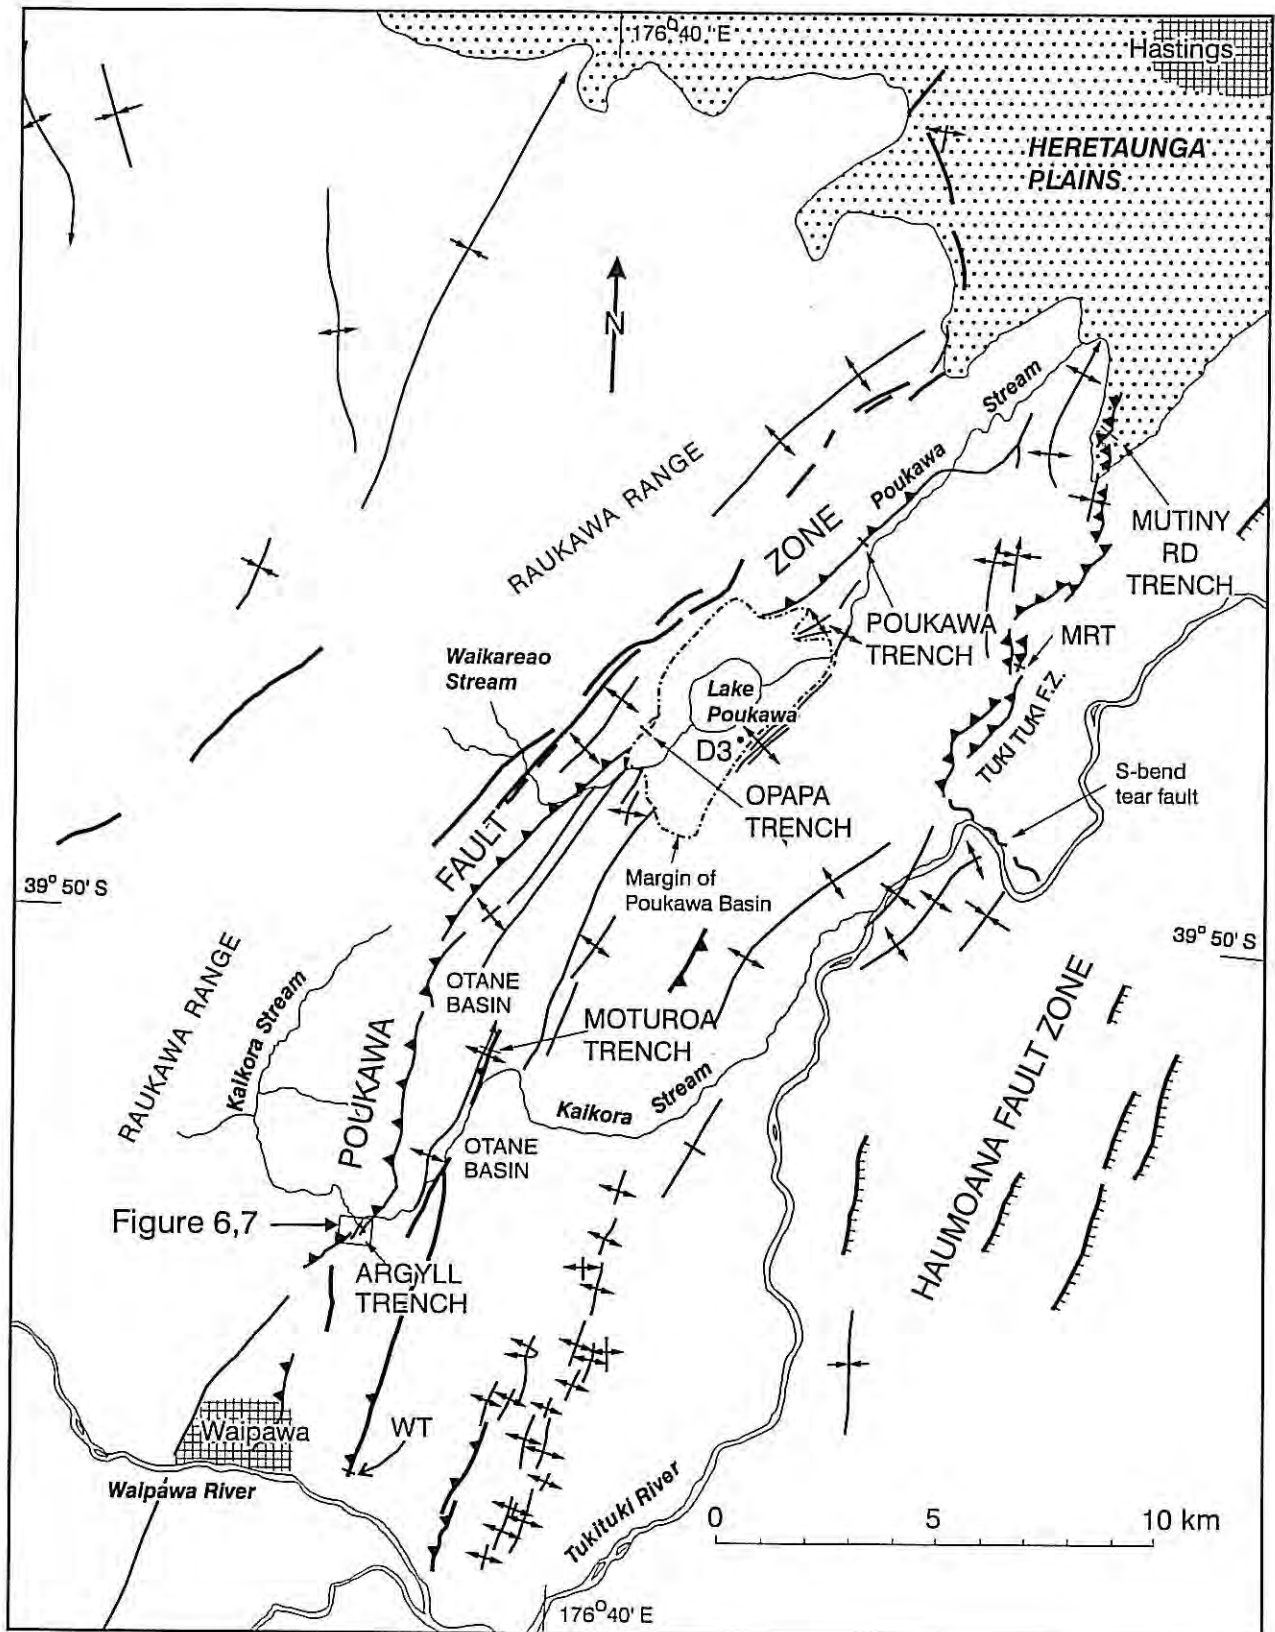 176°40'E
Hastings
HERETAUNGA
PLAINS
N
RAUKAWA RANGE
ZONE
Poukawa
Stream
MUTINY
RD
TRENCH
POUKAWA
TRENCH
MRT
Waikareao
Stream
Lake
Poukawa
D3
TUKI TUKI F.Z.
S-bend
tear fault
OPAPA
TRENCH
FAULT
Margin of
Poukawa Basin
39° 50' S
39° 50' S
RAUKAWA RANGE
Kaikora Stream
OTANE
BASIN
MOTUROA
TRENCH
POUKAWA
Kaikora
Stream
HAUMOANA FAULT ZONE
OTANE
BASIN
Figure 6,7
ARGYLL
TRENCH
Waipawa
WT
Waipawa River
Tukituki River
0 5 10 km
176°40' E